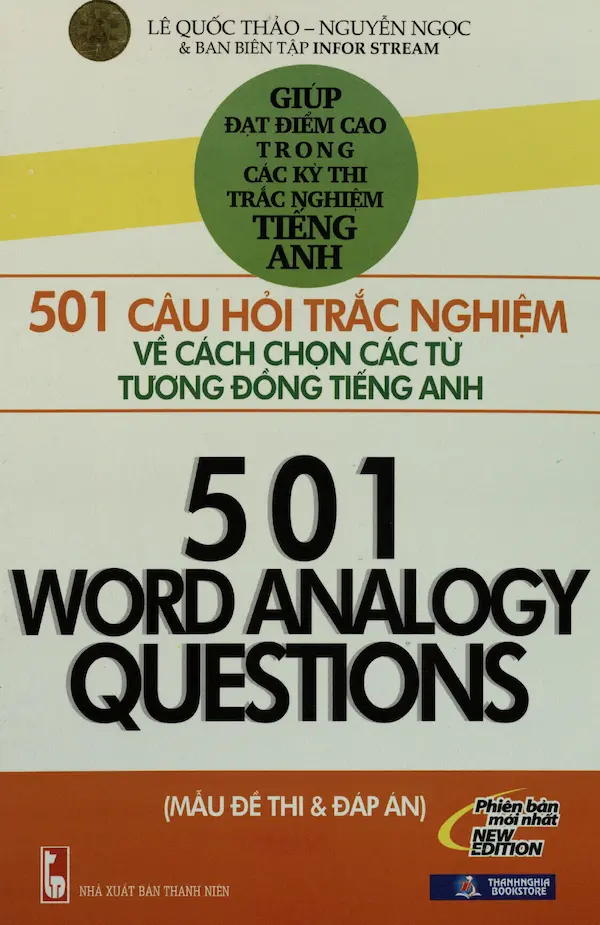 LÊ QUỐC THẢO – NGUYỄN NGỌC
& BAN BIÊN TẬP INFOR STREAM
GIÚP
ĐẠT ĐIỂM CAO
TRONG
CÁC KỲ THI
TRẮC NGHIỆM
TIẾNG
ANH
501 CÂU HỎI TRẮC NGHIỆM
VỀ CÁCH CHỌN CÁC TỪ
TƯƠNG ĐỒNG TIẾNG ANH
501
WORD ANALOGY
QUESTIONS
(MẪU ĐỀ THI & ĐÁP ÁN)
Phiên bản
mới nhất
NEW
EDITION
NHÀ XUẤT BẢN THANH NIÊN
THANHNGHIA
BOOKSTORE